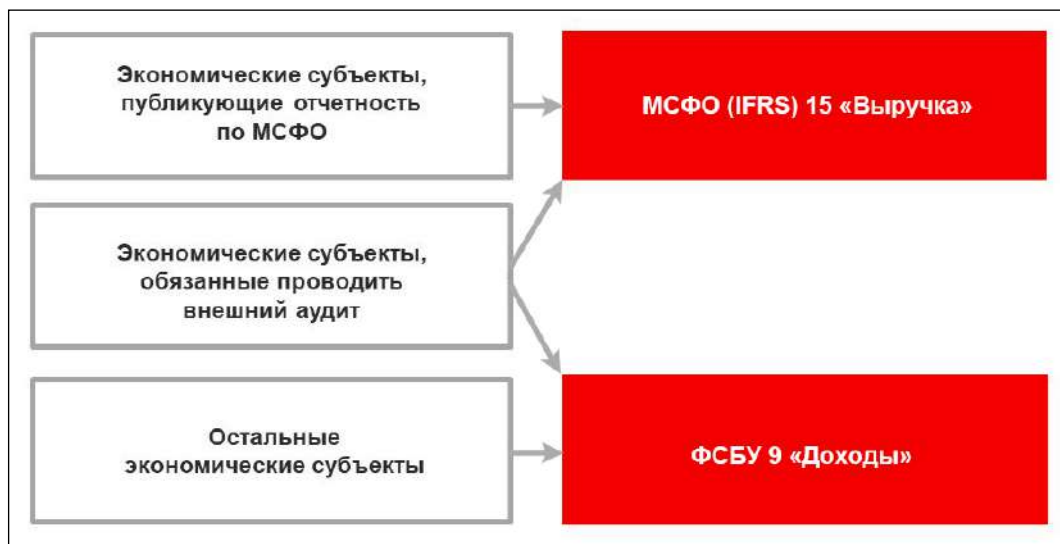 Экономические субъекты,
публикующие отчетность
по МСФО
МСФО (IFRS) 15 «Выручка»
Экономические субъекты,
обязанные проводить
внешний аудит
Остальные
экономические субъекты
ФСБУ 9 «Доходы»